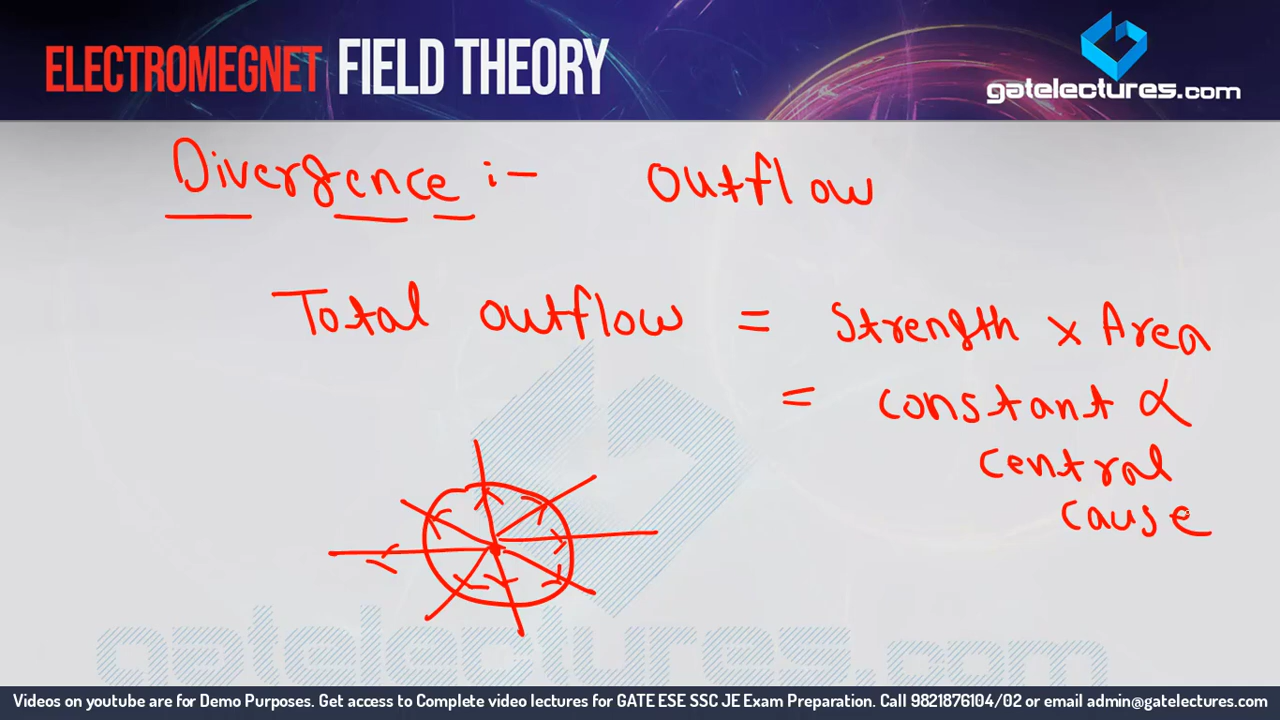 ELECTROMEGNET FIELD THEORY
gatelectures.com
Divergence :- outflow
Total outflow = Strength × Area
= constant ∝
central
cause
gatelectures.com
Videos on youtube are for Demo Purposes. Get access to Complete video lectures for GATE ESE SSC JE Exam Preparation. Call 9821876104/02 or email admin@gatelectures.com